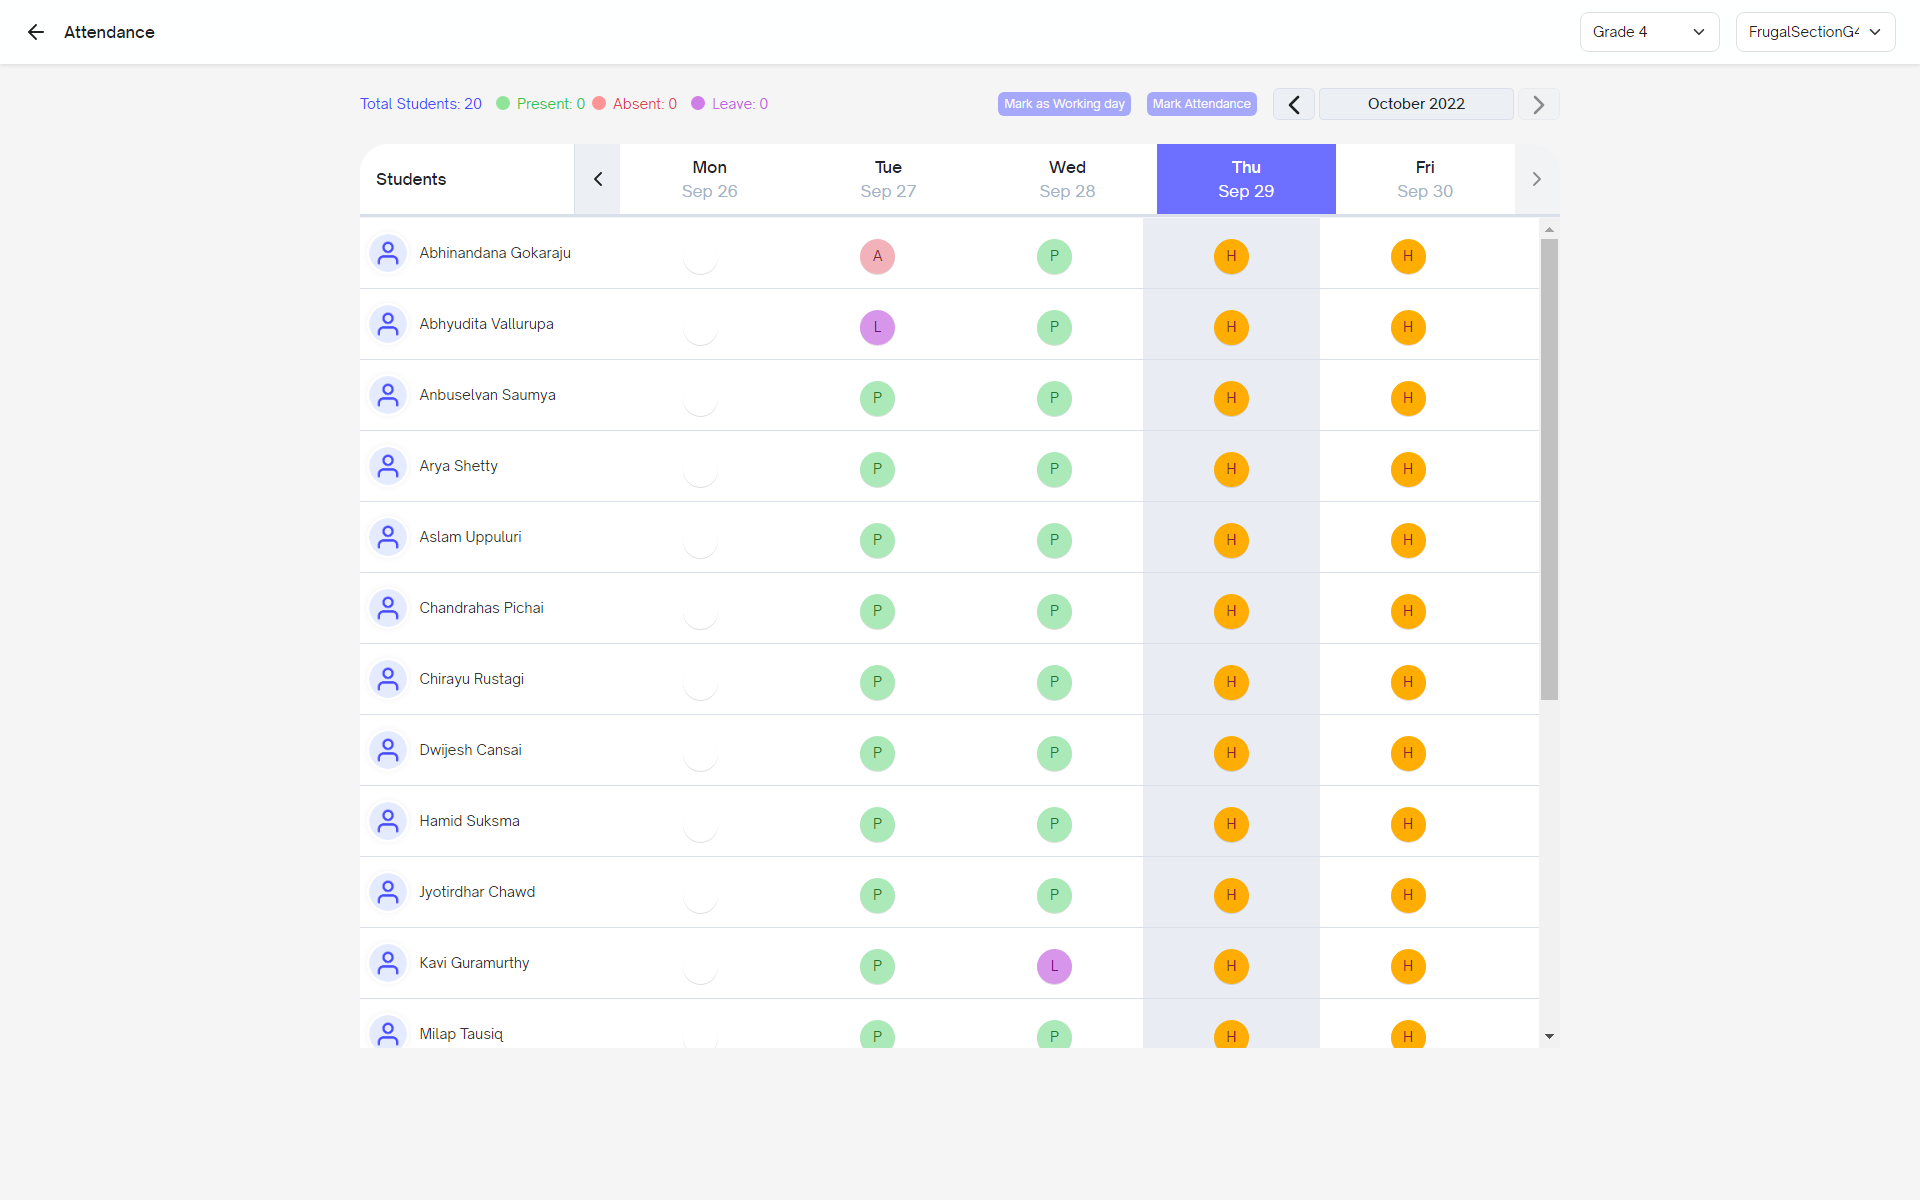 Attendance
Grade 4
FrugalSectionG4
Total Students: 20
Present: 0
Absent: 0
Leave: 0
Mark as Working day
Mark Attendance
October 2022
Students
Mon
Sep 26
Tue
Sep 27
Wed
Sep 28
Thu
Sep 29
Fri
Sep 30
Abhinandana Gokaraju A P H H
Abhyudita Vallurupa L P H H
Anbuselvan Saumya P P H H
Arya Shetty P P H H
Aslam Uppuluri P P H H
Chandrahas Pichai P P H H
Chirayu Rustagi P P H H
Dwijesh Cansai P P H H
Hamid Suksma P P H H
Jyotirdhar Chawd P P H H
Kavi Guramurthy P L H H
Milap Tausiq P P H H